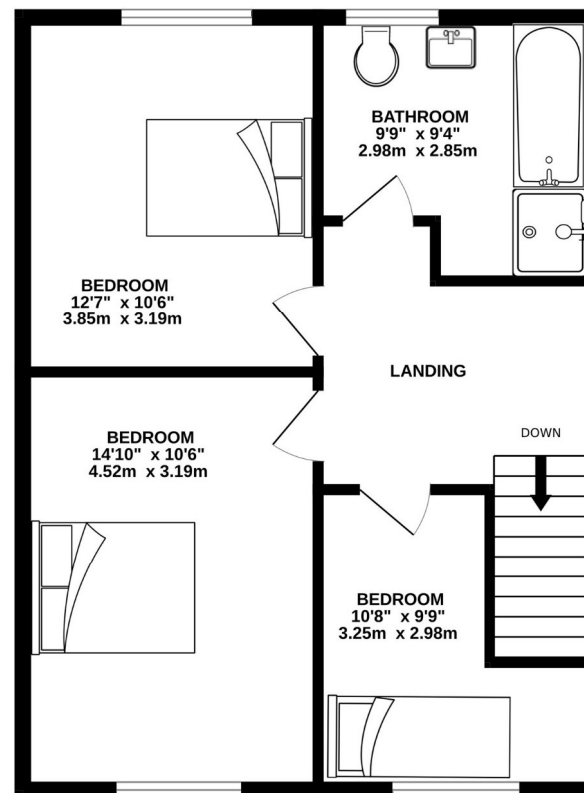 BATHROOM
9'9" x 9'4"
2.98m x 2.85m
BEDROOM
12'7" x 10'6"
3.85m x 3.19m
LANDING
DOWN
BEDROOM
14'10" x 10'6"
4.52m x 3.19m
BEDROOM
10'8" x 9'9"
3.25m x 2.98m